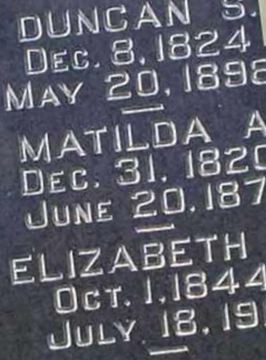 DUNCAN S.
DEC. 8, 1824
MAY 20, 1898
MATILDA A
DEC. 31, 1820
JUNE 20, 187
ELIZABETH
OCT. 1, 1844
JULY 18, 19